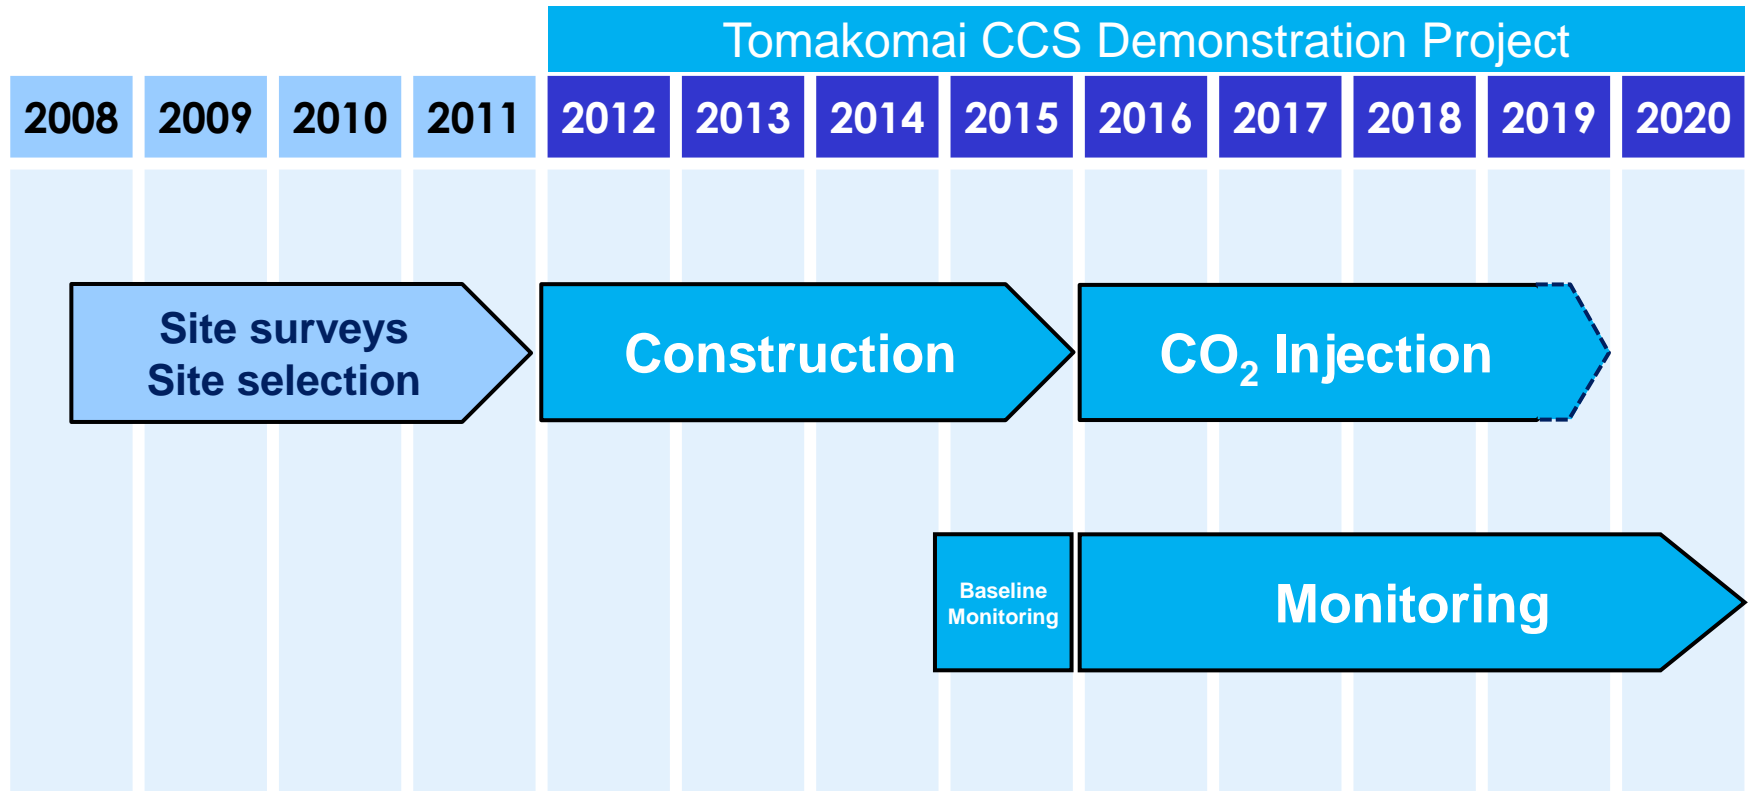 Tomakomai CCS Demonstration Project
2008 2009 2010 2011 2012 2013 2014 2015 2016 2017 2018 2019 2020
Site surveys
Site selection
Construction
CO₂ Injection
Baseline
Monitoring
Monitoring